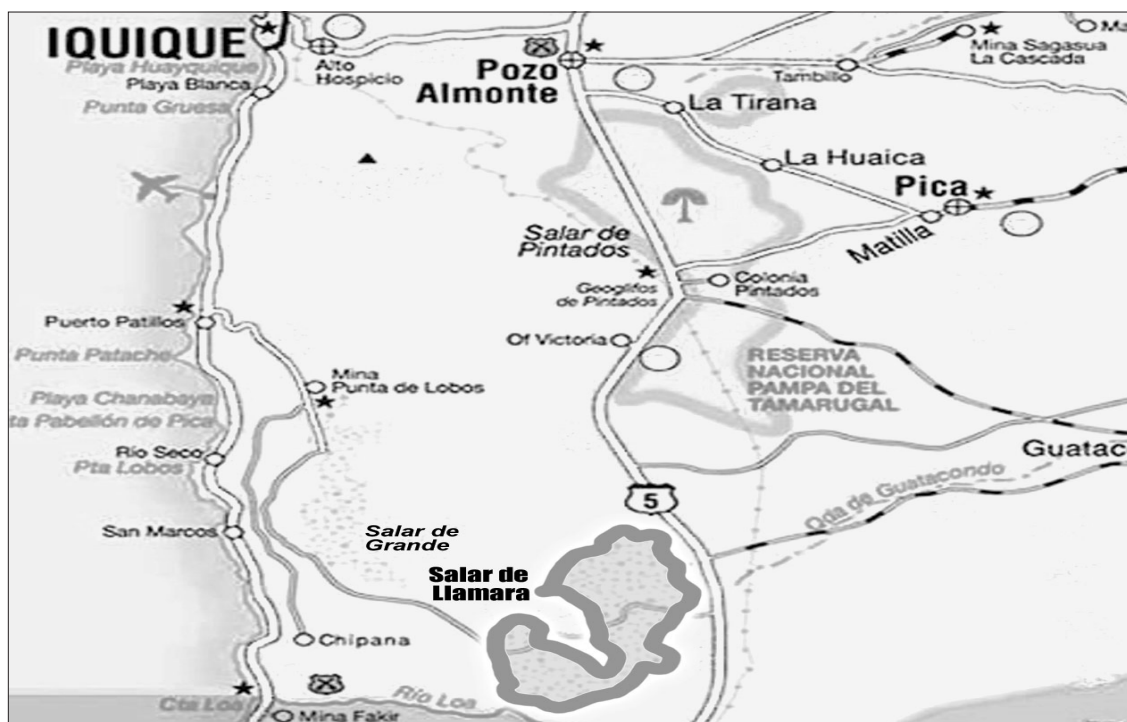 IQUIQUE
Playa Huayquique
Playa Blanca
Punta Gruesa
Alto
Hospicio
Pozo
Almonte
Mina Sagasua
La Cascada
Ma
Tambillo
La Tirana
La Huaica
Pica
Matilla
Salar de
Pintados
Geoglifos
de Pintados
Colonia
Pintados
Puerto Patillos
Punta Patache
Of Victoria
RESERVA
NACIONAL
PAMPA DEL
TAMARUGAL
Mina
Punta de Lobos
Playa Chanabaya
ta Pabellón de Pica
Río Seco
Pta Lobos
Guatac
5
Qda de Guatacondo
San Marcos
Salar de
Grande
Salar de
Llamara
Chipana
Cta Loa
Río Loa
Mina Fakir